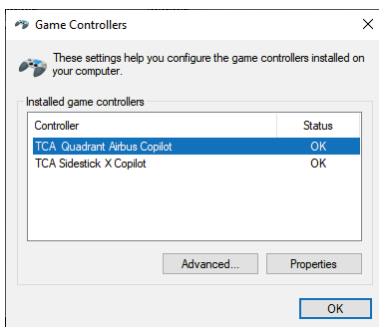 Game Controllers
These settings help you configure the game controllers installed on
your computer.
Installed game controllers
Controller Status
TCA Quadrant Airbus Copilot OK
TCA Sidestick X Copilot OK
Advanced... Properties
OK